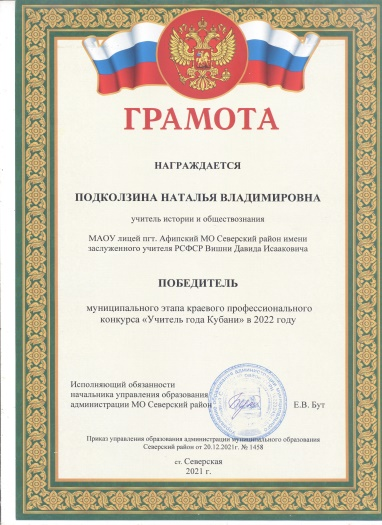 ГРАМОТА
НАГРАЖДАЕТСЯ
ПОДКОЛЗИНА НАТАЛЬЯ ВЛАДИМИРОВНА
учитель истории и обществознания
МАОУ лицей пгт. Афипский МО Северский район имени
заслуженного учителя РСФСР Вишни Давида Исааковича
ПОБЕДИТЕЛЬ
муниципального этапа краевого профессионального
конкурса «Учитель года Кубани» в 2022 году
Исполняющий обязанности
начальника управления образования
администрации МО Северский район Е.В. Бут
Приказ управления образования администрации муниципального образования
Северский район от 20.12.2021г. № 1458
ст. Северская
2021 г.